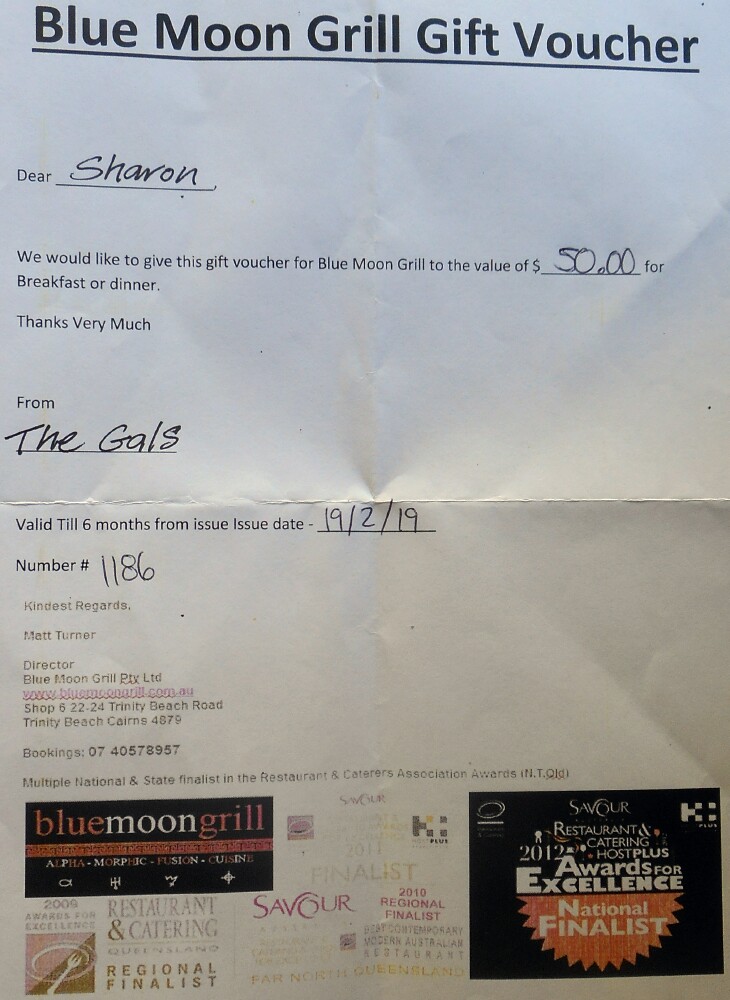 Blue Moon Grill Gift Voucher
Dear Sharon
We would like to give this gift voucher for Blue Moon Grill to the value of $ 50.00 for
Breakfast or dinner.
Thanks Very Much
From
The Gals
Valid Till 6 months from issue Issue date - 19/2/19
Number # 1186
Kindest Regards,
Matt Turner
Director
Blue Moon Grill Pty Ltd
www.bluemoongrill.com.au
Shop 6 22-24 Trinity Beach Road
Trinity Beach Cairns 4879
Bookings: 07 40578957
Multiple National & State finalist in the Restaurant & Caterers Association Awards (N.T.Qld)
bluemoongrill
ALPHA - MORPHIC - FUSION - CUISINE
2009
AWARDS FOR
EXCELLENCE
RESTAURANT
& CATERING
QUEENSLAND
REGIONAL
FINALIST
SAVOUR
2011
FINALIST
PLUS
SAVOUR
2010
REGIONAL
FINALIST
BEST CONTEMPORARY
MODERN AUSTRALIAN
RESTAURANT
FAR NORTH QUEENSLAND
SAVOUR
PLUS
RESTAURANT &
CATERING
2012 HOSTPLUS
Awards FOR
EXCELLENCE
National
FINALIST